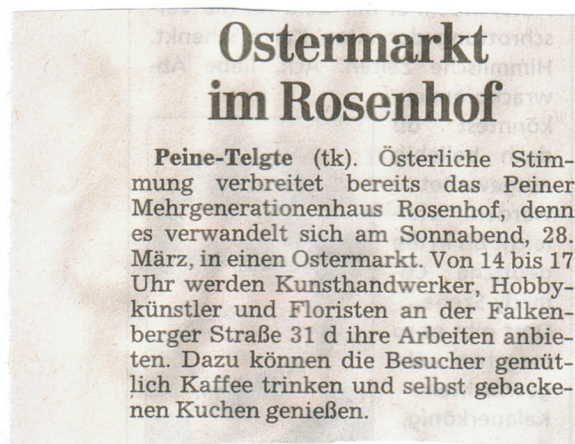 Ostermarkt
im Rosenhof
Peine-Telgte (tk). Österliche Stim-
mung verbreitet bereits das Peiner
Mehrgenerationenhaus Rosenhof, denn
es verwandelt sich am Sonnabend, 28.
März, in einen Ostermarkt. Von 14 bis 17
Uhr werden Kunsthandwerker, Hobby-
künstler und Floristen an der Falken-
berger Straße 31 d ihre Arbeiten anbie-
ten. Dazu können die Besucher gemüt-
lich Kaffee trinken und selbst gebacke-
nen Kuchen genießen.